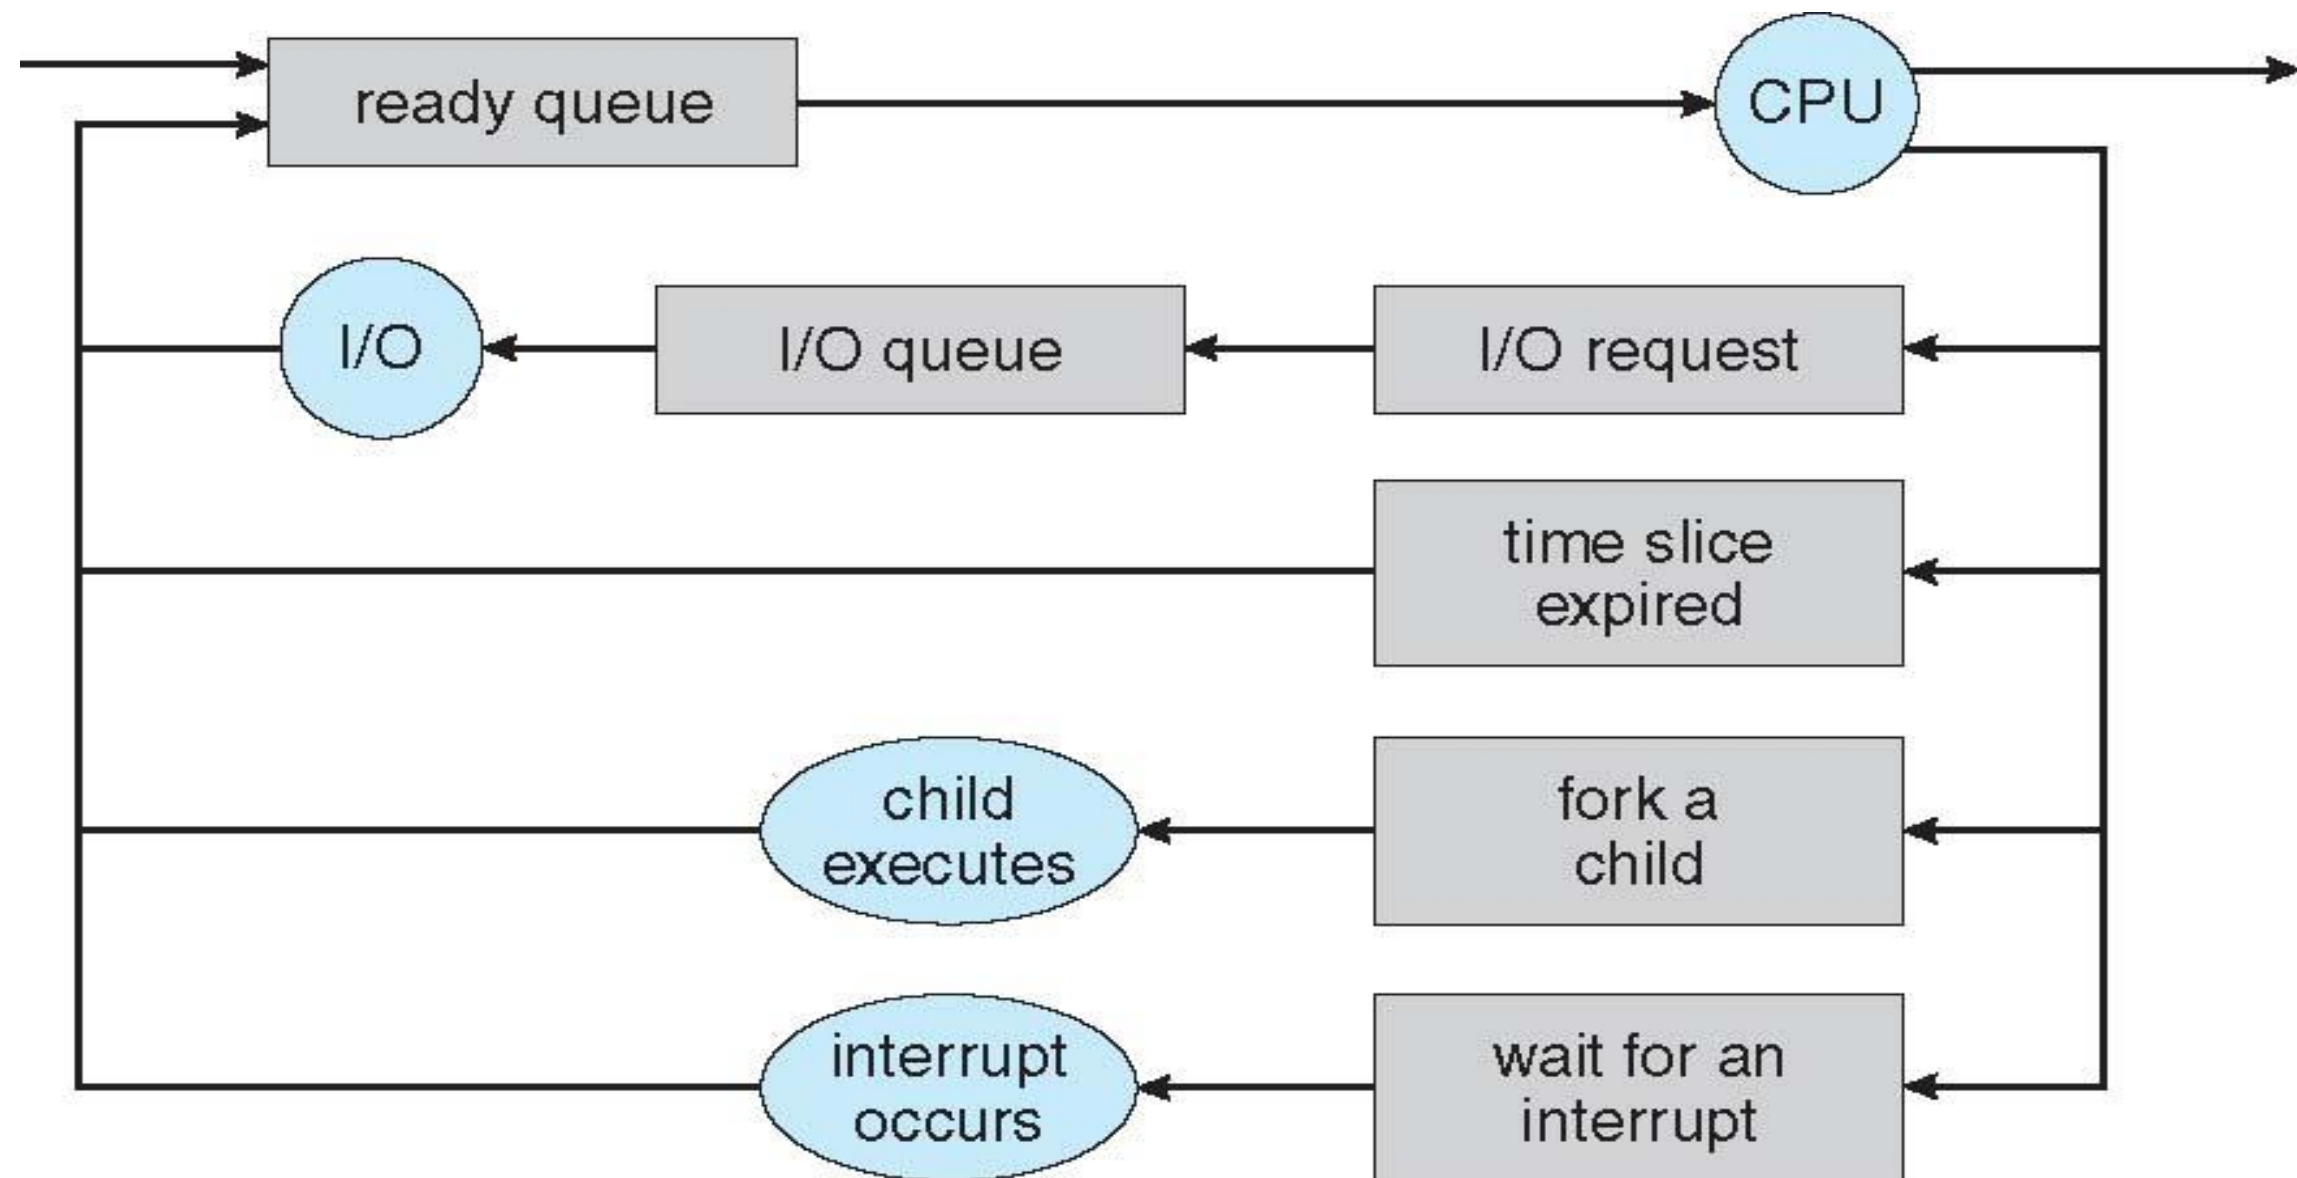 ready queue
CPU
I/O
I/O queue
I/O request
time slice
expired
child
executes
fork a
child
interrupt
occurs
wait for an
interrupt